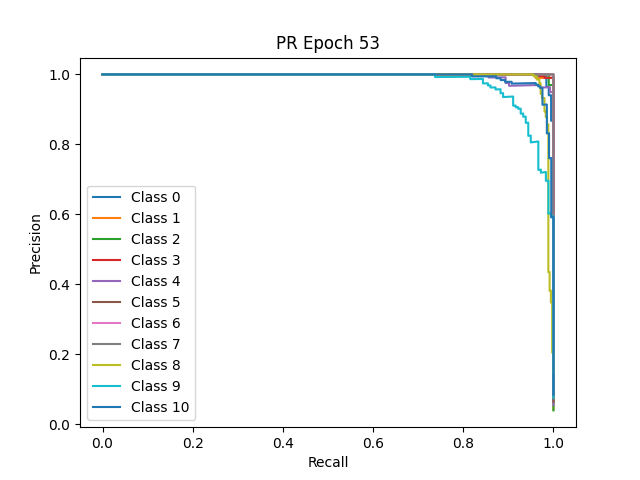 PR Epoch 53
1.0
0.8
0.6
0.4
0.2
0.0
Precision
Class 0
Class 1
Class 2
Class 3
Class 4
Class 5
Class 6
Class 7
Class 8
Class 9
Class 10
0.0 0.2 0.4 0.6 0.8 1.0
Recall